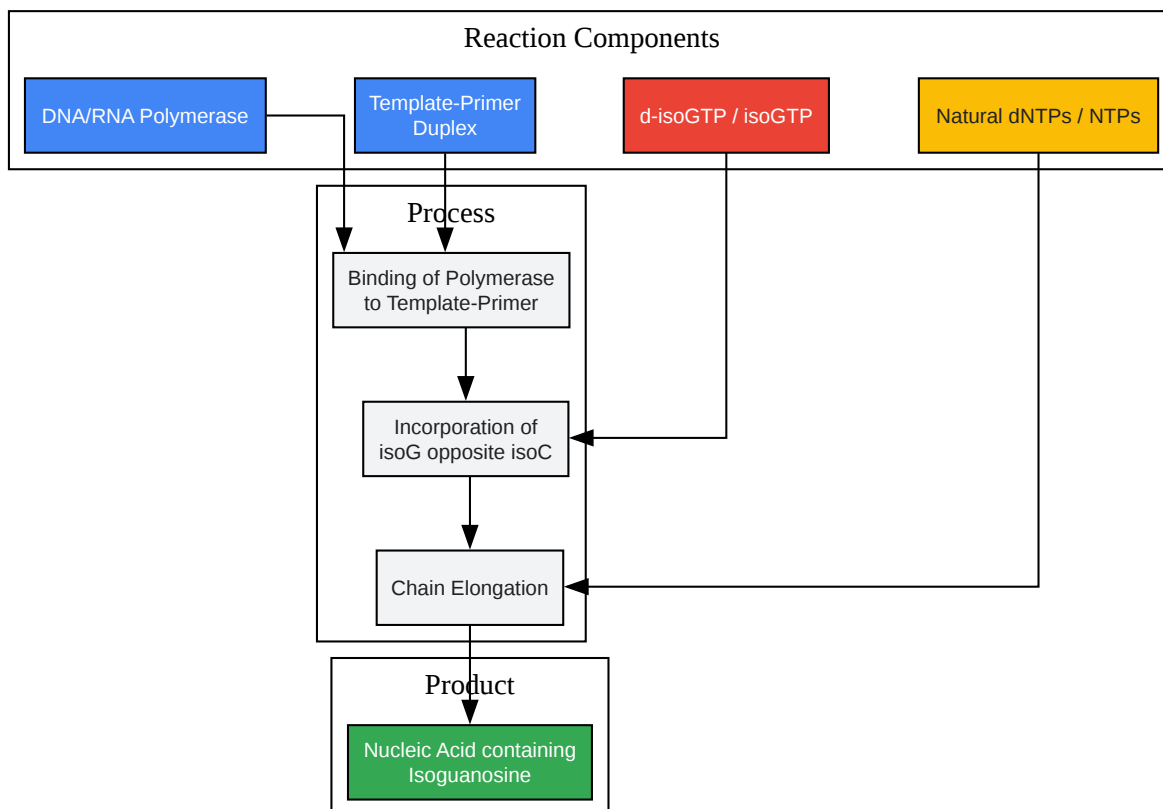 Reaction Components
DNA/RNA Polymerase
Template-Primer
Duplex
d-isoGTP / isoGTP
Natural dNTPs / NTPs
Process
Binding of Polymerase
to Template-Primer
Incorporation of
isoG opposite isoC
Chain Elongation
Product
Nucleic Acid containing
Isoguanosine